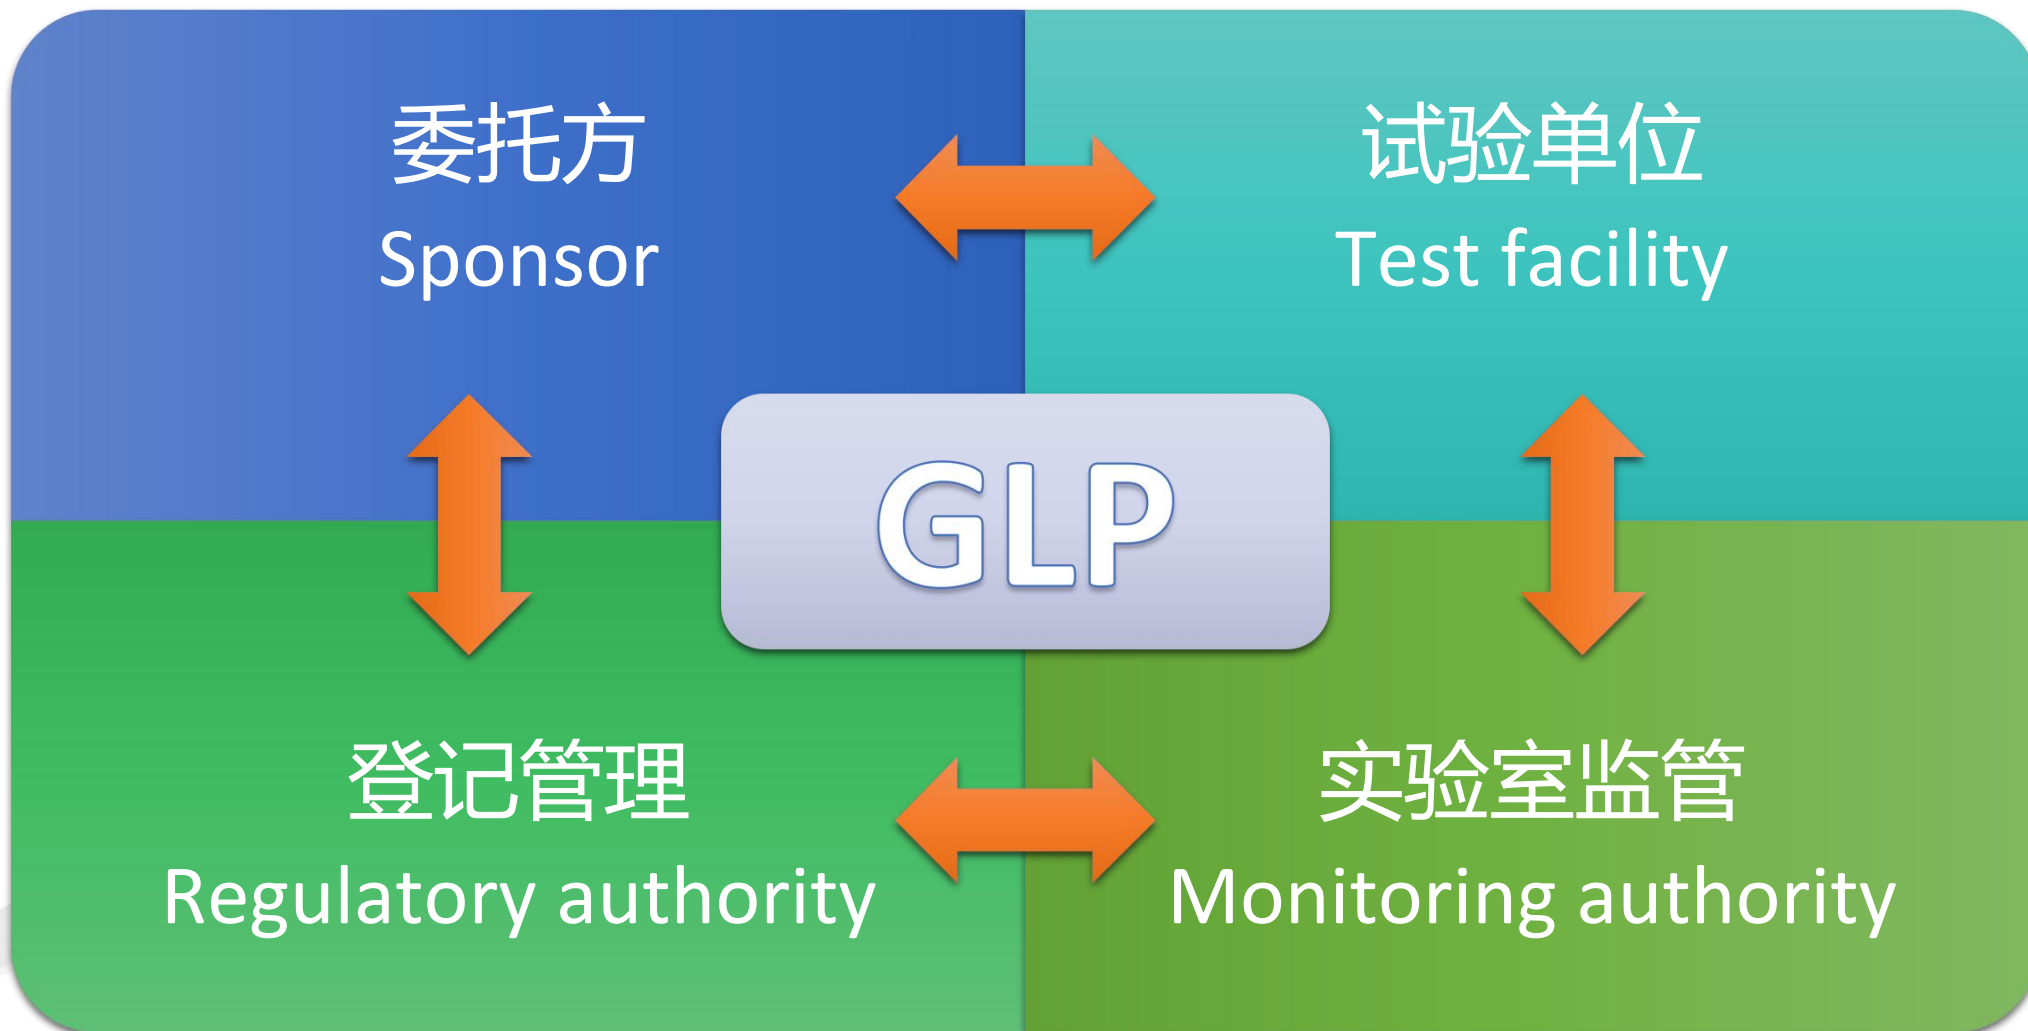 委托方
Sponsor
试验单位
Test facility
GLP
登记管理
Regulatory authority
实验室监管
Monitoring authority